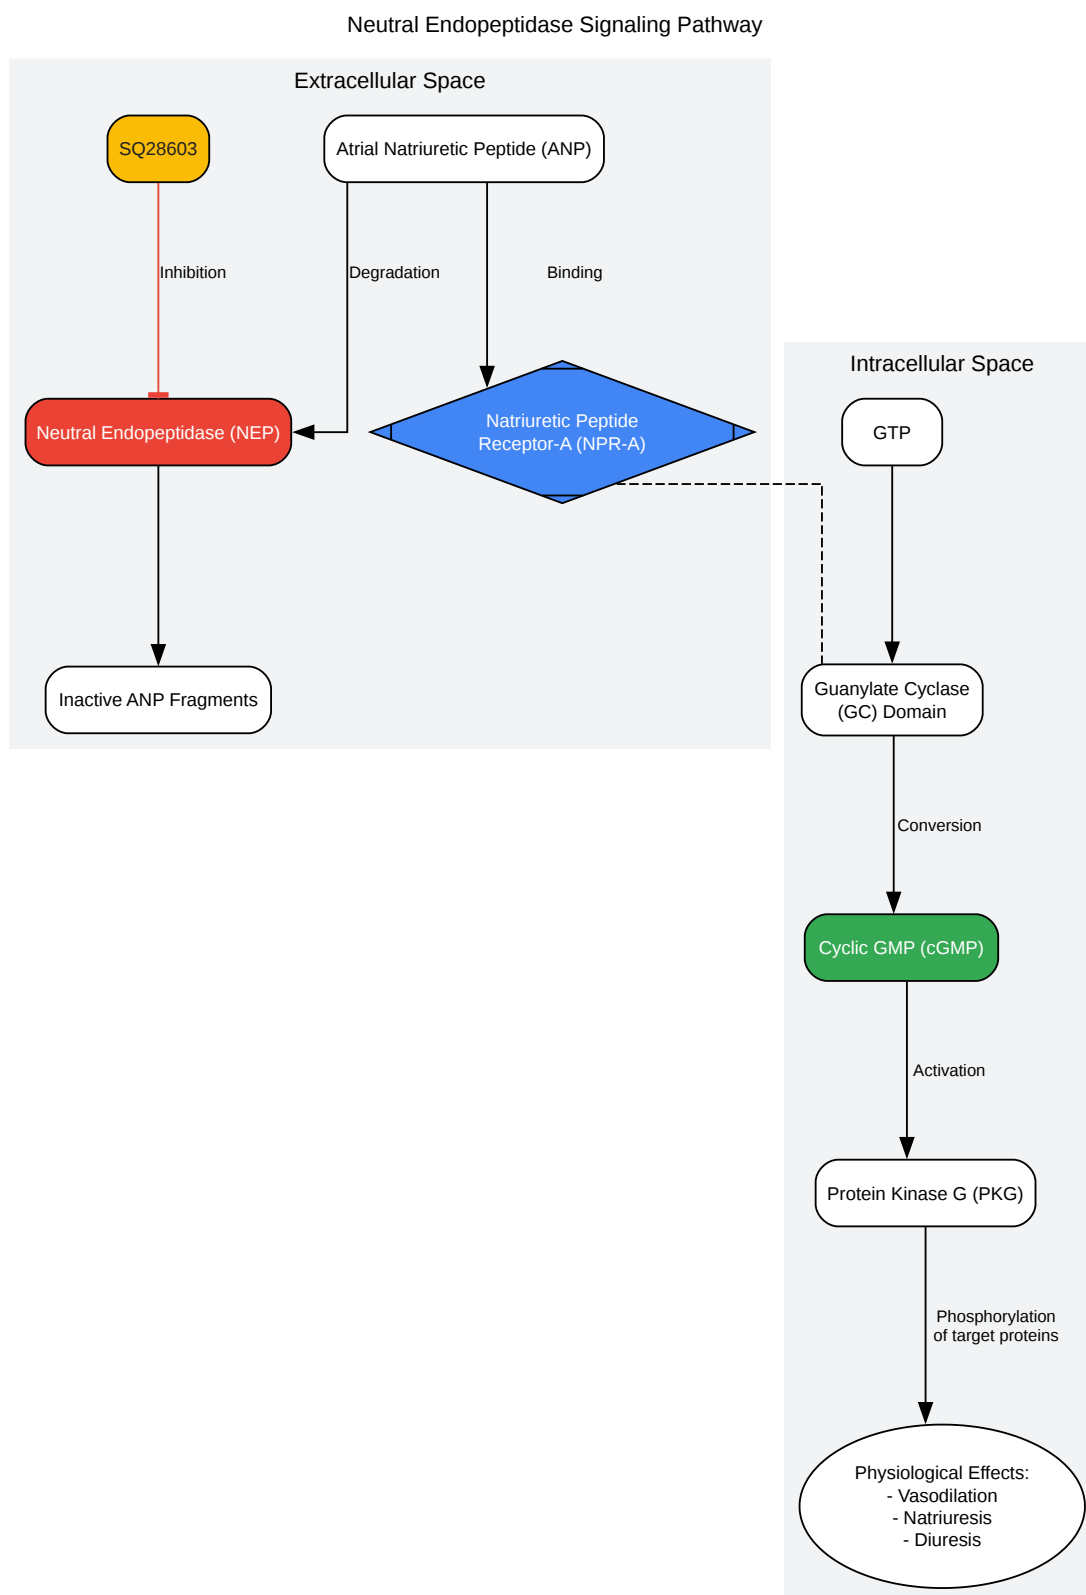 Neutral Endopeptidase Signaling Pathway
Extracellular Space
SQ28603
Atrial Natriuretic Peptide (ANP)
Inhibition
Degradation
Binding
Intracellular Space
Neutral Endopeptidase (NEP)
Natriuretic Peptide
Receptor-A (NPR-A)
GTP
Inactive ANP Fragments
Guanylate Cyclase
(GC) Domain
Conversion
Cyclic GMP (cGMP)
Activation
Protein Kinase G (PKG)
Phosphorylation
of target proteins
Physiological Effects:
- Vasodilation
- Natriuresis
- Diuresis